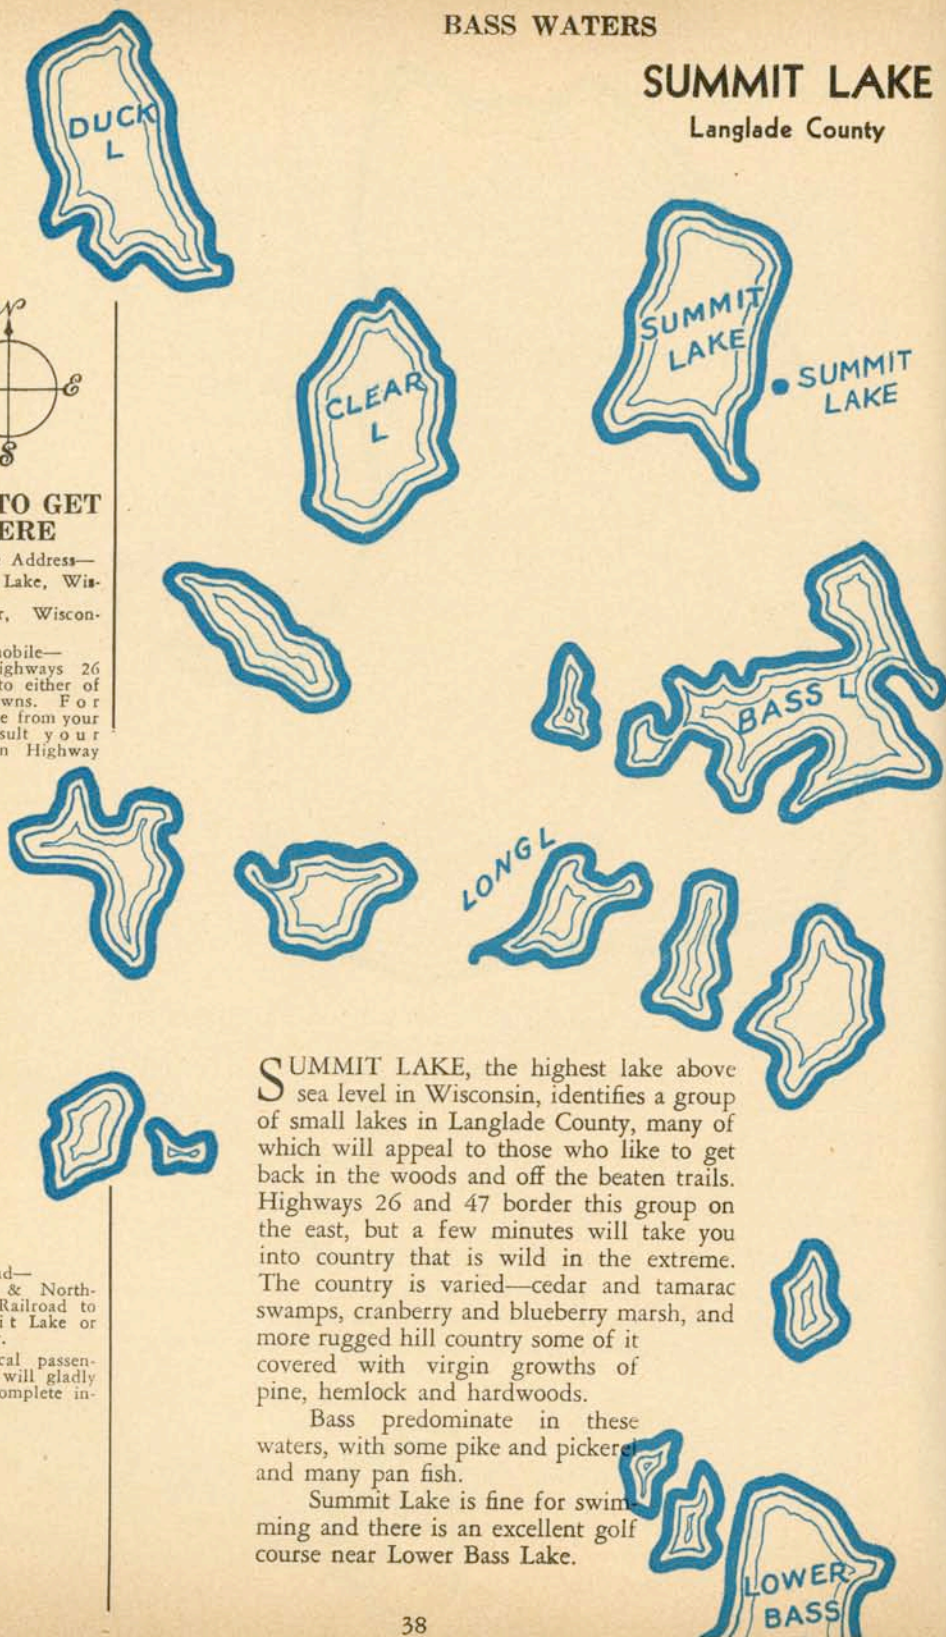 BASS WATERS
SUMMIT LAKE
Langlade County
DUCK
L
SUMMIT
LAKE
SUMMIT
LAKE
CLEAR
L
N
E
S
TO GET
ERE
Address—
Lake, Wis-
r, Wiscon-
nobile—
ighways 26
to either of
wns. For
e from your
sult your
n Highway
BASS L
LONG L
SUMMIT LAKE, the highest lake above
sea level in Wisconsin, identifies a group
of small lakes in Langlade County, many of
which will appeal to those who like to get
back in the woods and off the beaten trails.
Highways 26 and 47 border this group on
the east, but a few minutes will take you
into country that is wild in the extreme.
The country is varied—cedar and tamarac
swamps, cranberry and blueberry marsh, and
more rugged hill country some of it
covered with virgin growths of
pine, hemlock and hardwoods.
Bass predominate in these
waters, with some pike and pickerel
and many pan fish.
Summit Lake is fine for swim-
ming and there is an excellent golf
course near Lower Bass Lake.
ad—
& North-
Railroad to
it Lake or
r.
cal passen-
will gladly
omplete in-
LOWER
BASS
38